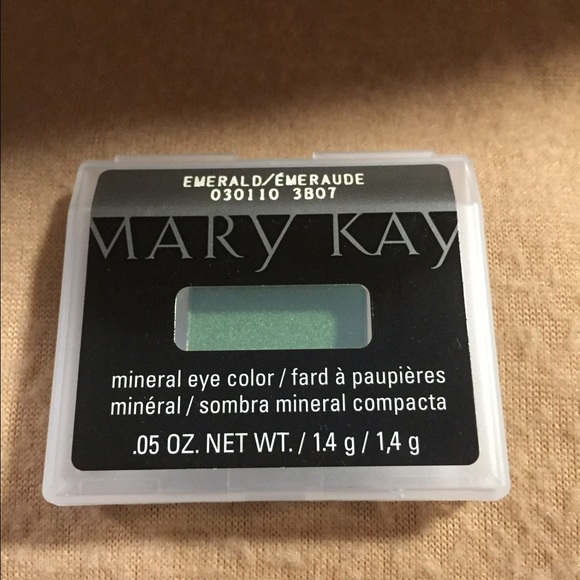 EMERALD/ÉMERAUDE
030110 3B07
MARY KAY
mineral eye color / fard à paupières
minéral / sombra mineral compacta
.05 OZ. NET WT. / 1.4 g / 1,4 g